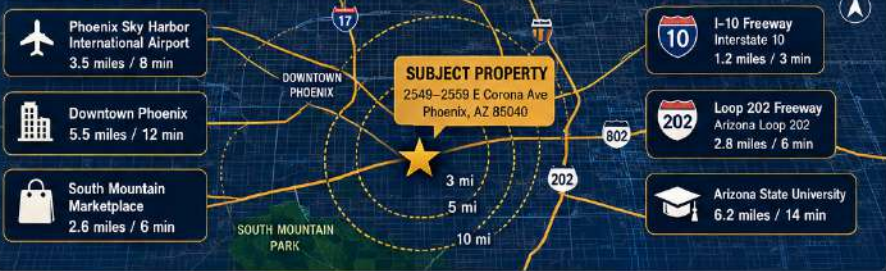 Phoenix Sky Harbor
International Airport
3.5 miles / 8 min
Downtown Phoenix
5.5 miles / 12 min
South Mountain
Marketplace
2.6 miles / 6 min
17
DOWNTOWN
PHOENIX
SUBJECT PROPERTY
2549–2559 E Corona Ave
Phoenix, AZ 85040
3 mi
5 mi
10 mi
SOUTH MOUNTAIN
PARK
802
202
10
I-10 Freeway
Interstate 10
1.2 miles / 3 min
202
Loop 202 Freeway
Arizona Loop 202
2.8 miles / 6 min
Arizona State University
6.2 miles / 14 min